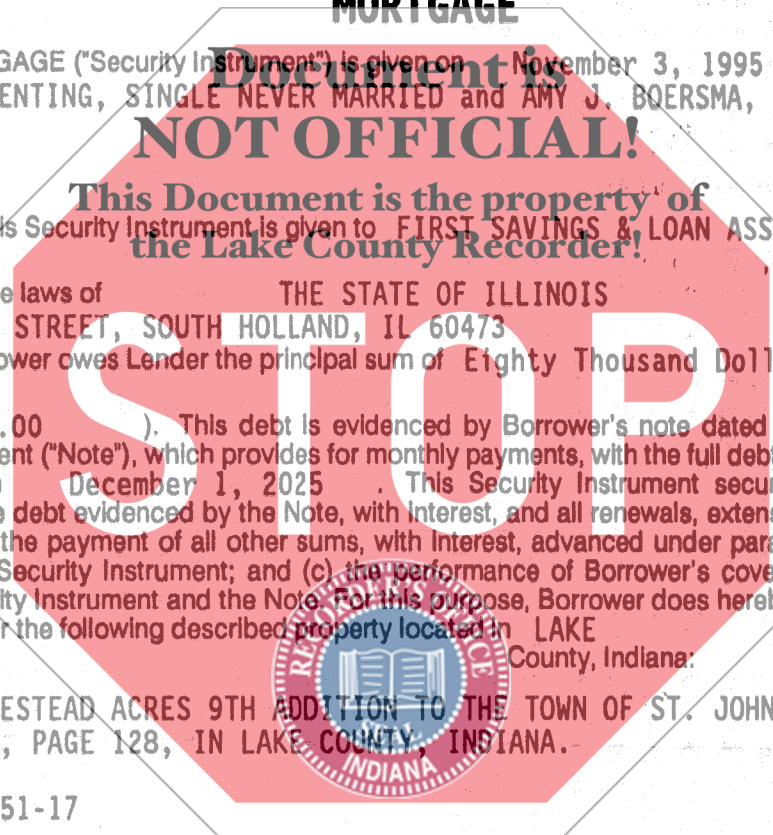 MORTGAGE
GAGE ("Security Instrument") is given on November 3, 1995
Document is
ENTING, SINGLE NEVER MARRIED and AMY J. BOERSMA,
NOT OFFICIAL!
This Document is the property of
is Security Instrument is given to FIRST SAVINGS & LOAN ASS
the Lake County Recorder!
e laws of THE STATE OF ILLINOIS
STREET, SOUTH HOLLAND, IL 60473
ower owes Lender the principal sum of Eighty Thousand Doll
STOP
.00 ). This debt is evidenced by Borrower's note dated
ent ("Note"), which provides for monthly payments, with the full debt
December 1, 2025 . This Security Instrument secu
e debt evidenced by the Note, with interest, and all renewals, exten
the payment of all other sums, with interest, advanced under para
Security Instrument; and (c) the performance of Borrower's cove
ity Instrument and the Note. For this purpose, Borrower does hereb
r the following described property located in LAKE
County, Indiana:
RECORDER'S OFFICE
ESTEAD ACRES 9TH ADDITION TO THE TOWN OF ST. JOHN
, PAGE 128, IN LAKE COUNTY, INDIANA.
INDIANA
51-17